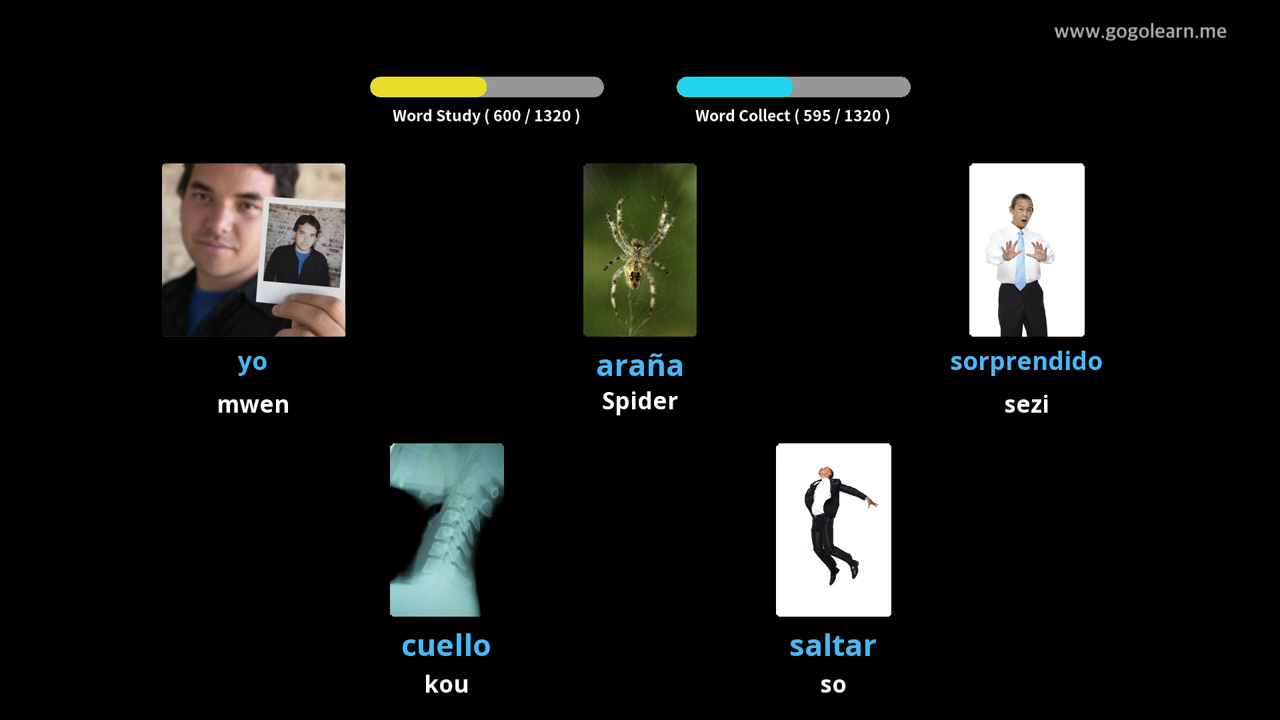 www.gogolearn.me
Word Study ( 600 / 1320 )
Word Collect ( 595 / 1320 )
yo
mwen
araña
Spider
sorprendido
sezi
cuello
kou
saltar
so